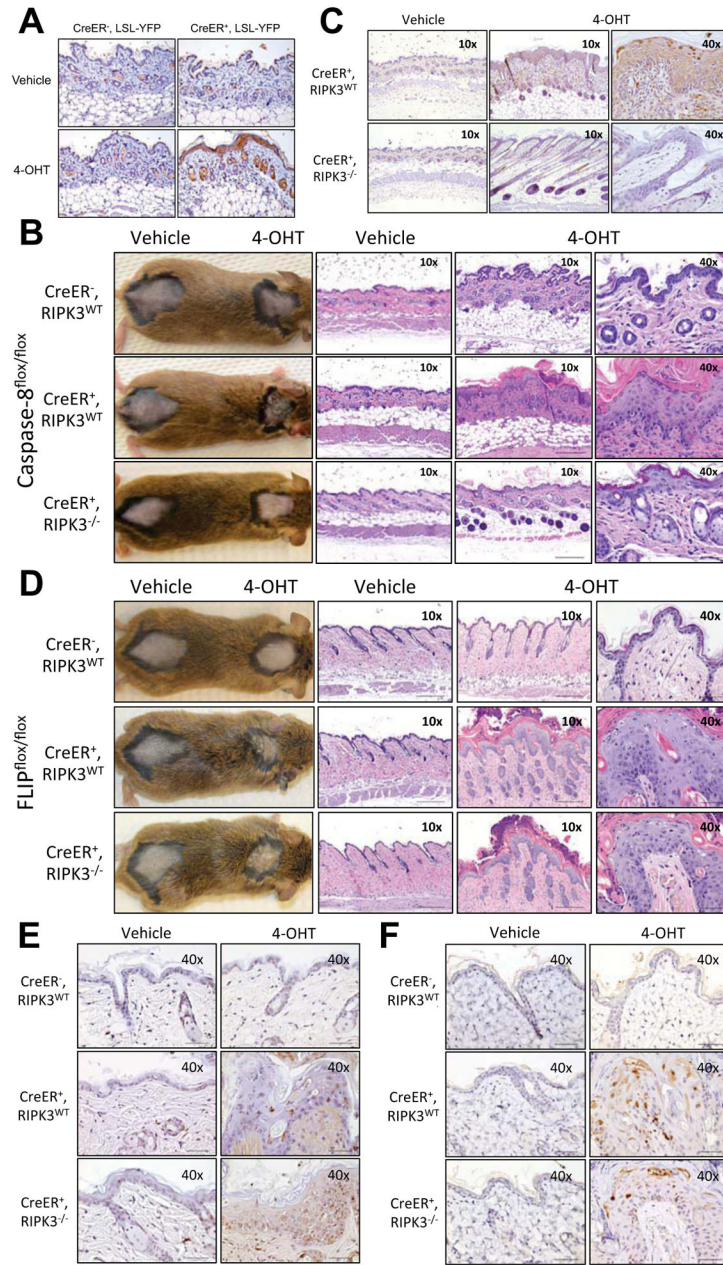 A
CreER⁻, LSL-YFP
CreER⁺, LSL-YFP
Vehicle
4-OHT
C
Vehicle
4-OHT
CreER⁺,
RIPK3ᵂᵀ
10x
10x
40x
CreER⁺,
RIPK3⁻/⁻
10x
10x
40x
B
Vehicle
4-OHT
Vehicle
4-OHT
Caspase-8flox/flox
CreER⁻,
RIPK3ᵂᵀ
10x
10x
40x
CreER⁺,
RIPK3ᵂᵀ
10x
10x
40x
CreER⁺,
RIPK3⁻/⁻
10x
10x
40x
D
Vehicle
4-OHT
Vehicle
4-OHT
FLIPflox/flox
CreER⁻,
RIPK3ᵂᵀ
10x
10x
40x
CreER⁺,
RIPK3ᵂᵀ
10x
10x
40x
CreER⁺,
RIPK3⁻/⁻
10x
10x
40x
E
Vehicle
4-OHT
CreER⁻,
RIPK3ᵂᵀ
40x
40x
CreER⁺,
RIPK3ᵂᵀ
40x
40x
CreER⁺,
RIPK3⁻/⁻
40x
40x
F
Vehicle
4-OHT
CreER⁻,
RIPK3ᵂᵀ
40x
40x
CreER⁺,
RIPK3ᵂᵀ
40x
40x
CreER⁺,
RIPK3⁻/⁻
40x
40x